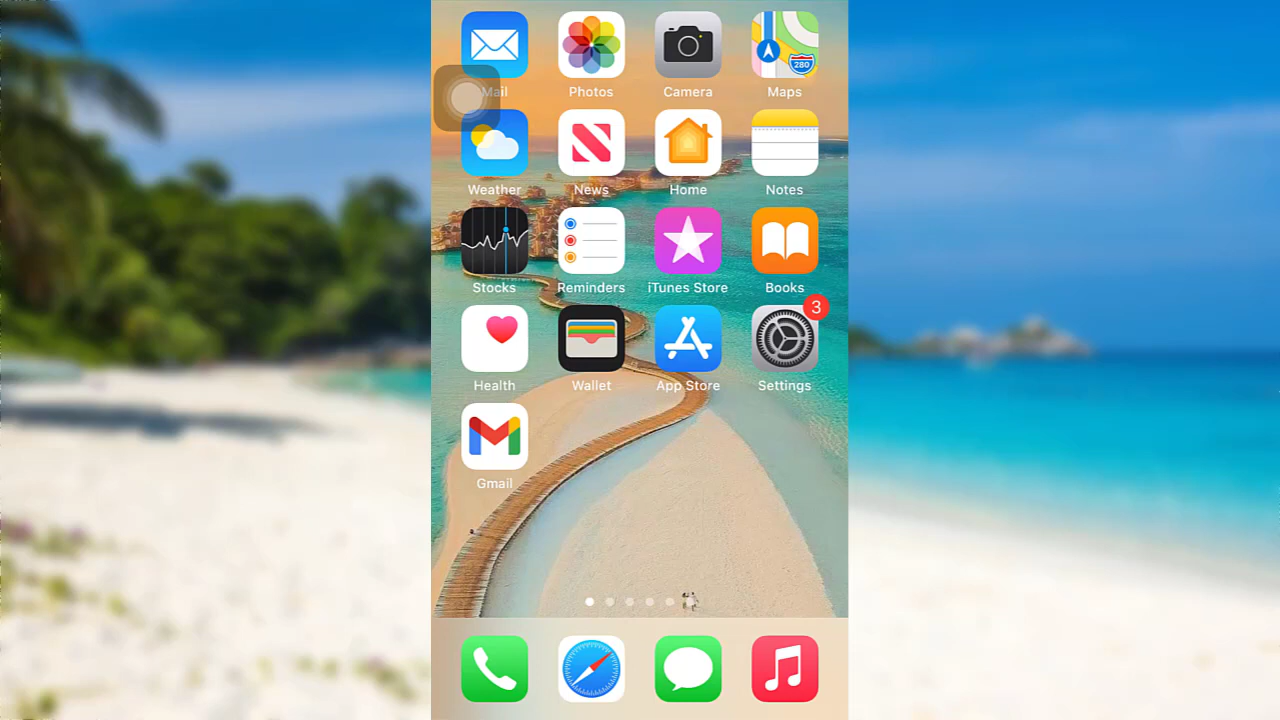 Mail Photos Camera Maps
280
Weather News Home Notes
Stocks Reminders iTunes Store Books
3
Health Wallet App Store Settings
Gmail